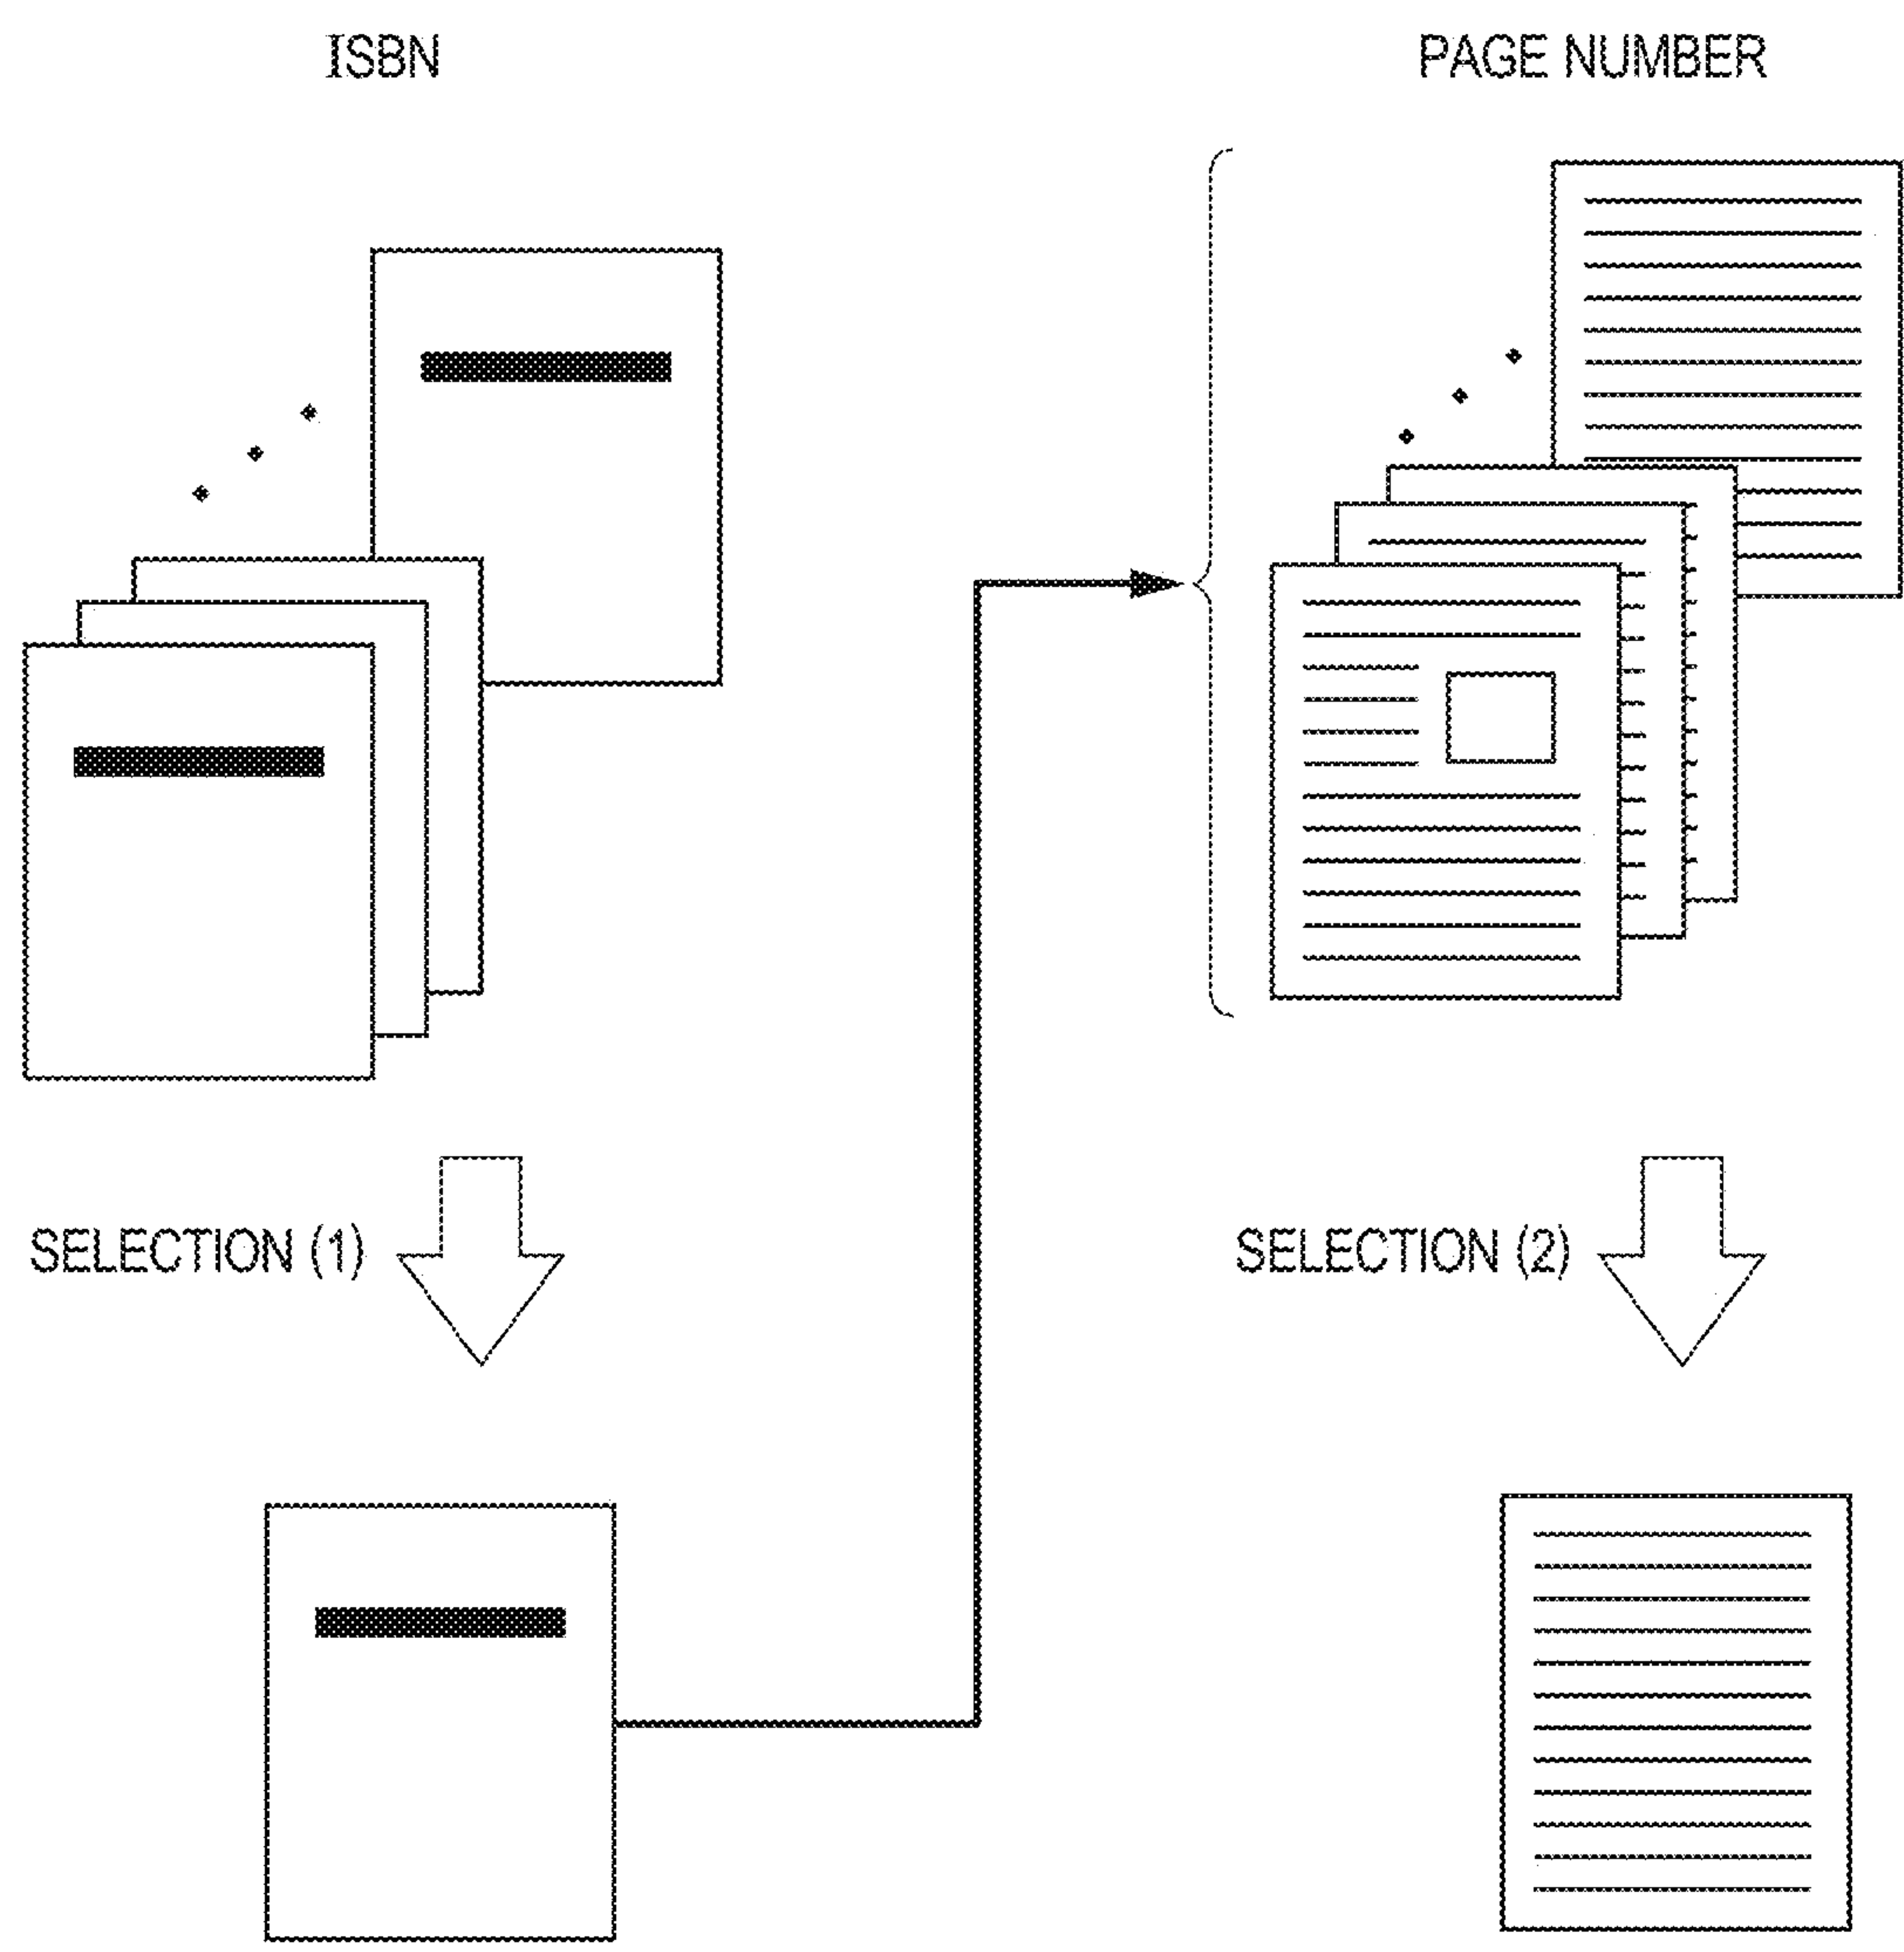 ISBN
PAGE NUMBER
SELECTION (1)
SELECTION (2)